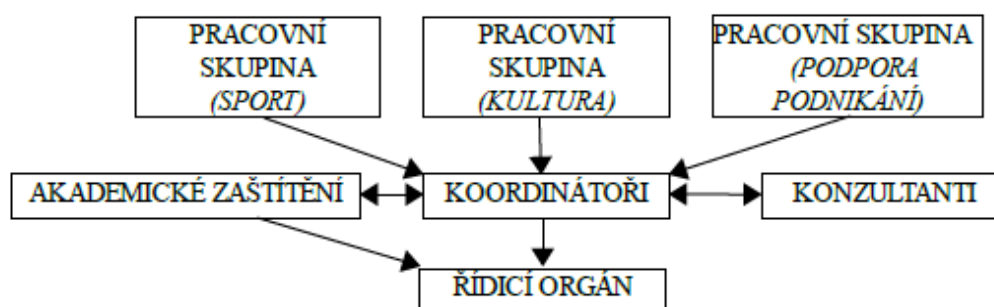 PRACOVNÍ
SKUPINA
(SPORT)
PRACOVNÍ
SKUPINA
(KULTURA)
PRACOVNÍ SKUPINA
(PODPORA
PODNIKÁNÍ)
AKADEMICKÉ ZAŠTÍTĚNÍ
KOORDINÁTOŘI
KONZULTANTI
ŘÍDICÍ ORGÁN